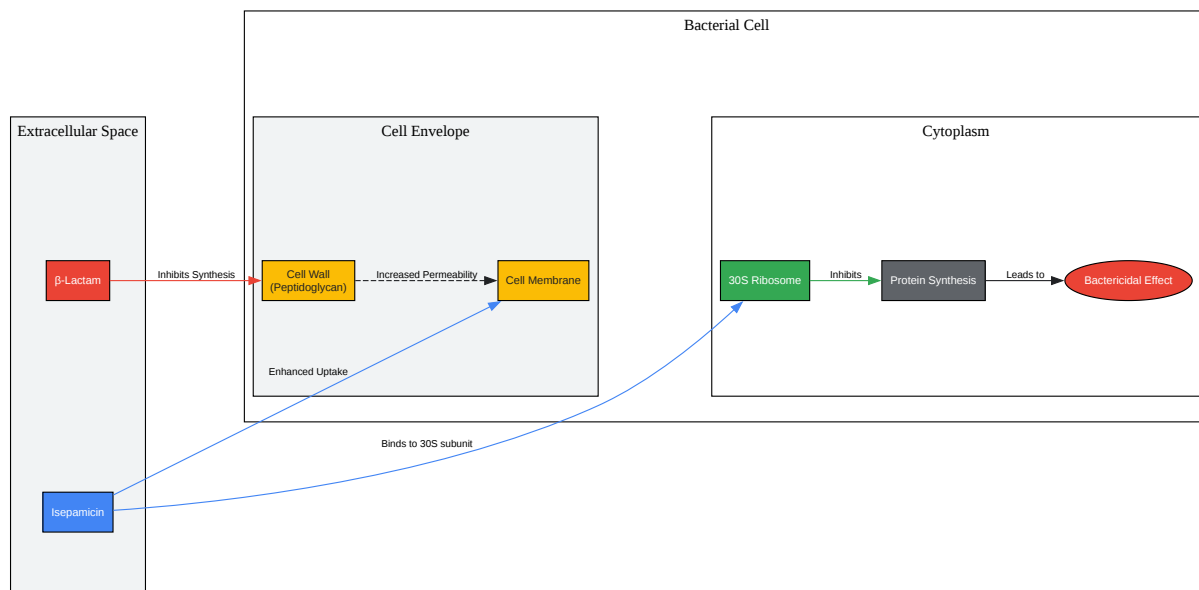 Bacterial Cell
Extracellular Space
Cell Envelope
Cytoplasm
β-Lactam
Inhibits Synthesis
Cell Wall
(Peptidoglycan)
Increased Permeability
Cell Membrane
30S Ribosome
Inhibits
Protein Synthesis
Leads to
Bactericidal Effect
Enhanced Uptake
Binds to 30S subunit
Isepamicin